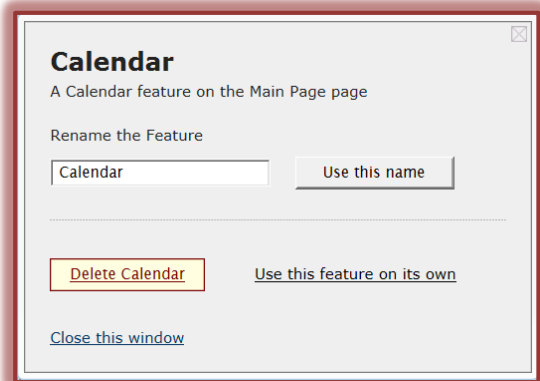 Calendar
A Calendar feature on the Main Page page
Rename the Feature
Calendar Use this name
Delete Calendar Use this feature on its own
Close this window